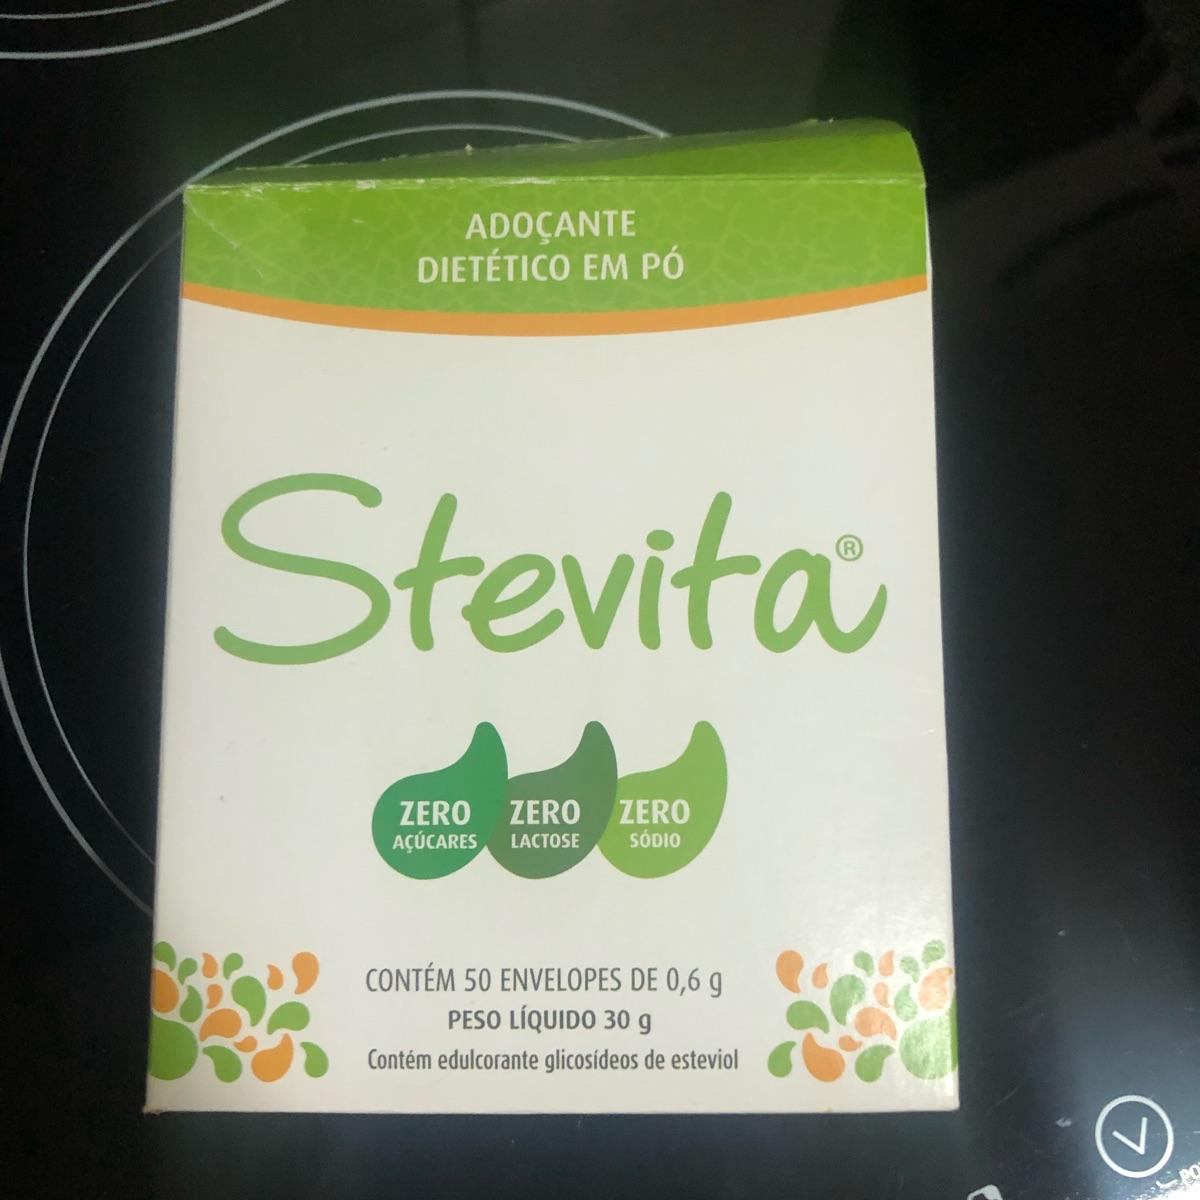 ADOÇANTE
DIETÉTICO EM PÓ
Stevita®
ZERO
AÇÚCARES
ZERO
LACTOSE
ZERO
SÓDIO
CONTÉM 50 ENVELOPES DE 0,6 g
PESO LÍQUIDO 30 g
Contém edulcorante glicosídeos de esteviol